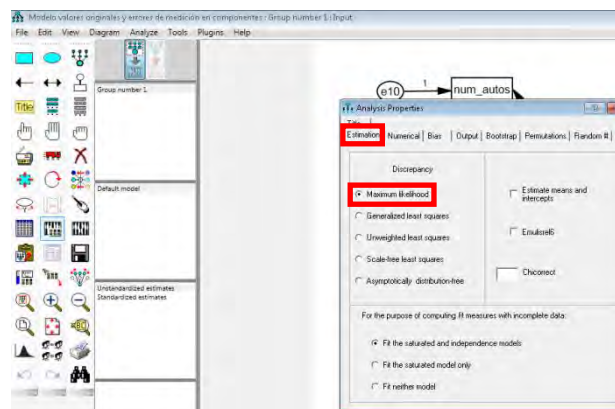 Modelo valores originales y errores de medición en componentes : Group number 1 : Input
File Edit View Diagram Analyze Tools Plugins Help
Title
Group number 1
Default model
Unstandardized estimates
Standardized estimates
e10 1 num_autos
Analysis Properties
Estimation Numerical Bias Output Bootstrap Permutations Random #
Discrepancy
Maximum likelihood
Generalized least squares
Unweighted least squares
Scale-free least squares
Asymptotically distribution-free
Estimate means and
intercepts
Emulisrel6
Chicorrect
For the purpose of computing fit measures with incomplete data:
Fit the saturated and independence models
Fit the saturated model only
Fit neither model